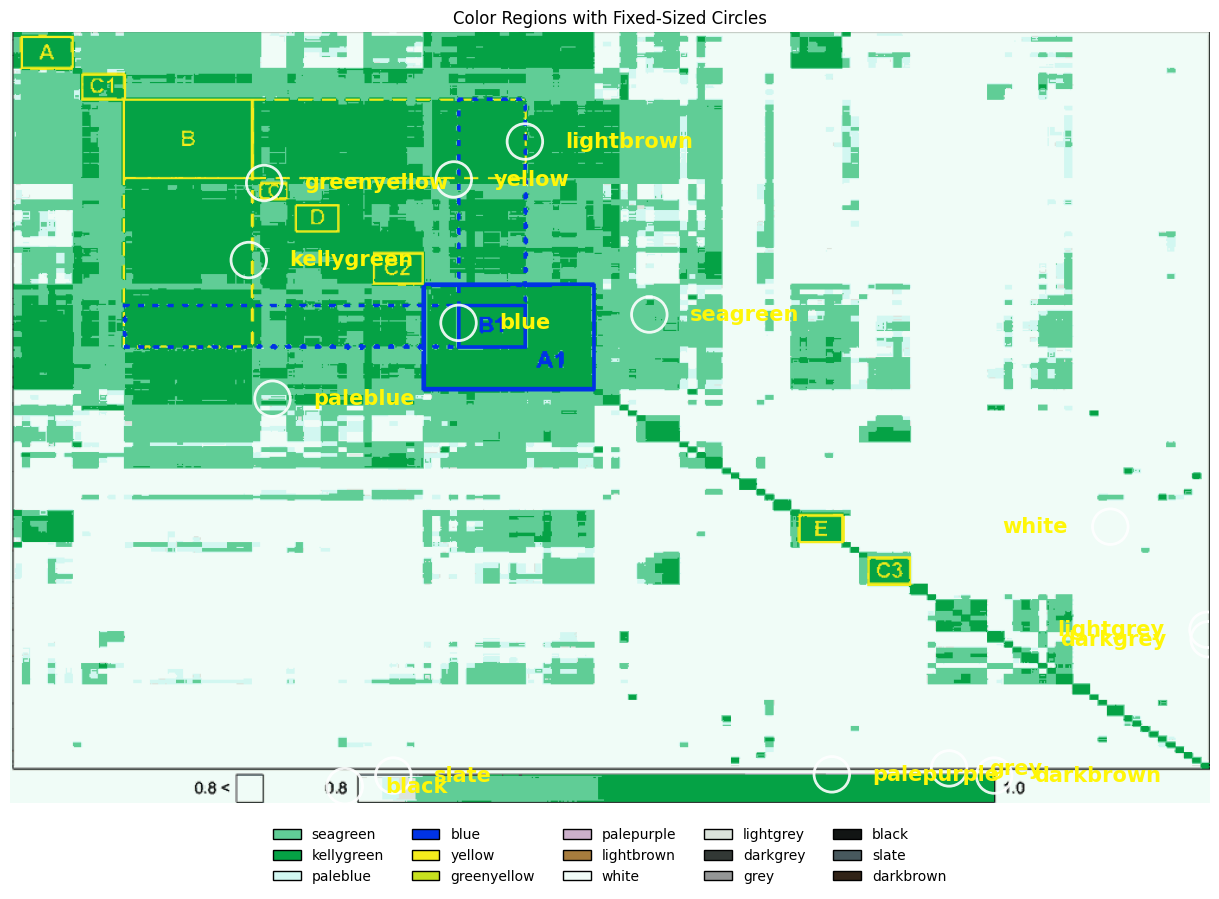 Color Regions with Fixed-Sized Circles
A
C1
B
lightbrown
greenyellow
yellow
C
D
kellygreen
C2
blue
B1
seagreen
A1
paleblue
white
E
C3
lightgrey
darkgrey
slate
palepurple
grey
darkbrown
0.8 <
0.8
black
1.0
seagreen blue palepurple lightgrey black
kellygreen yellow lightbrown darkgrey slate
paleblue greenyellow white grey darkbrown